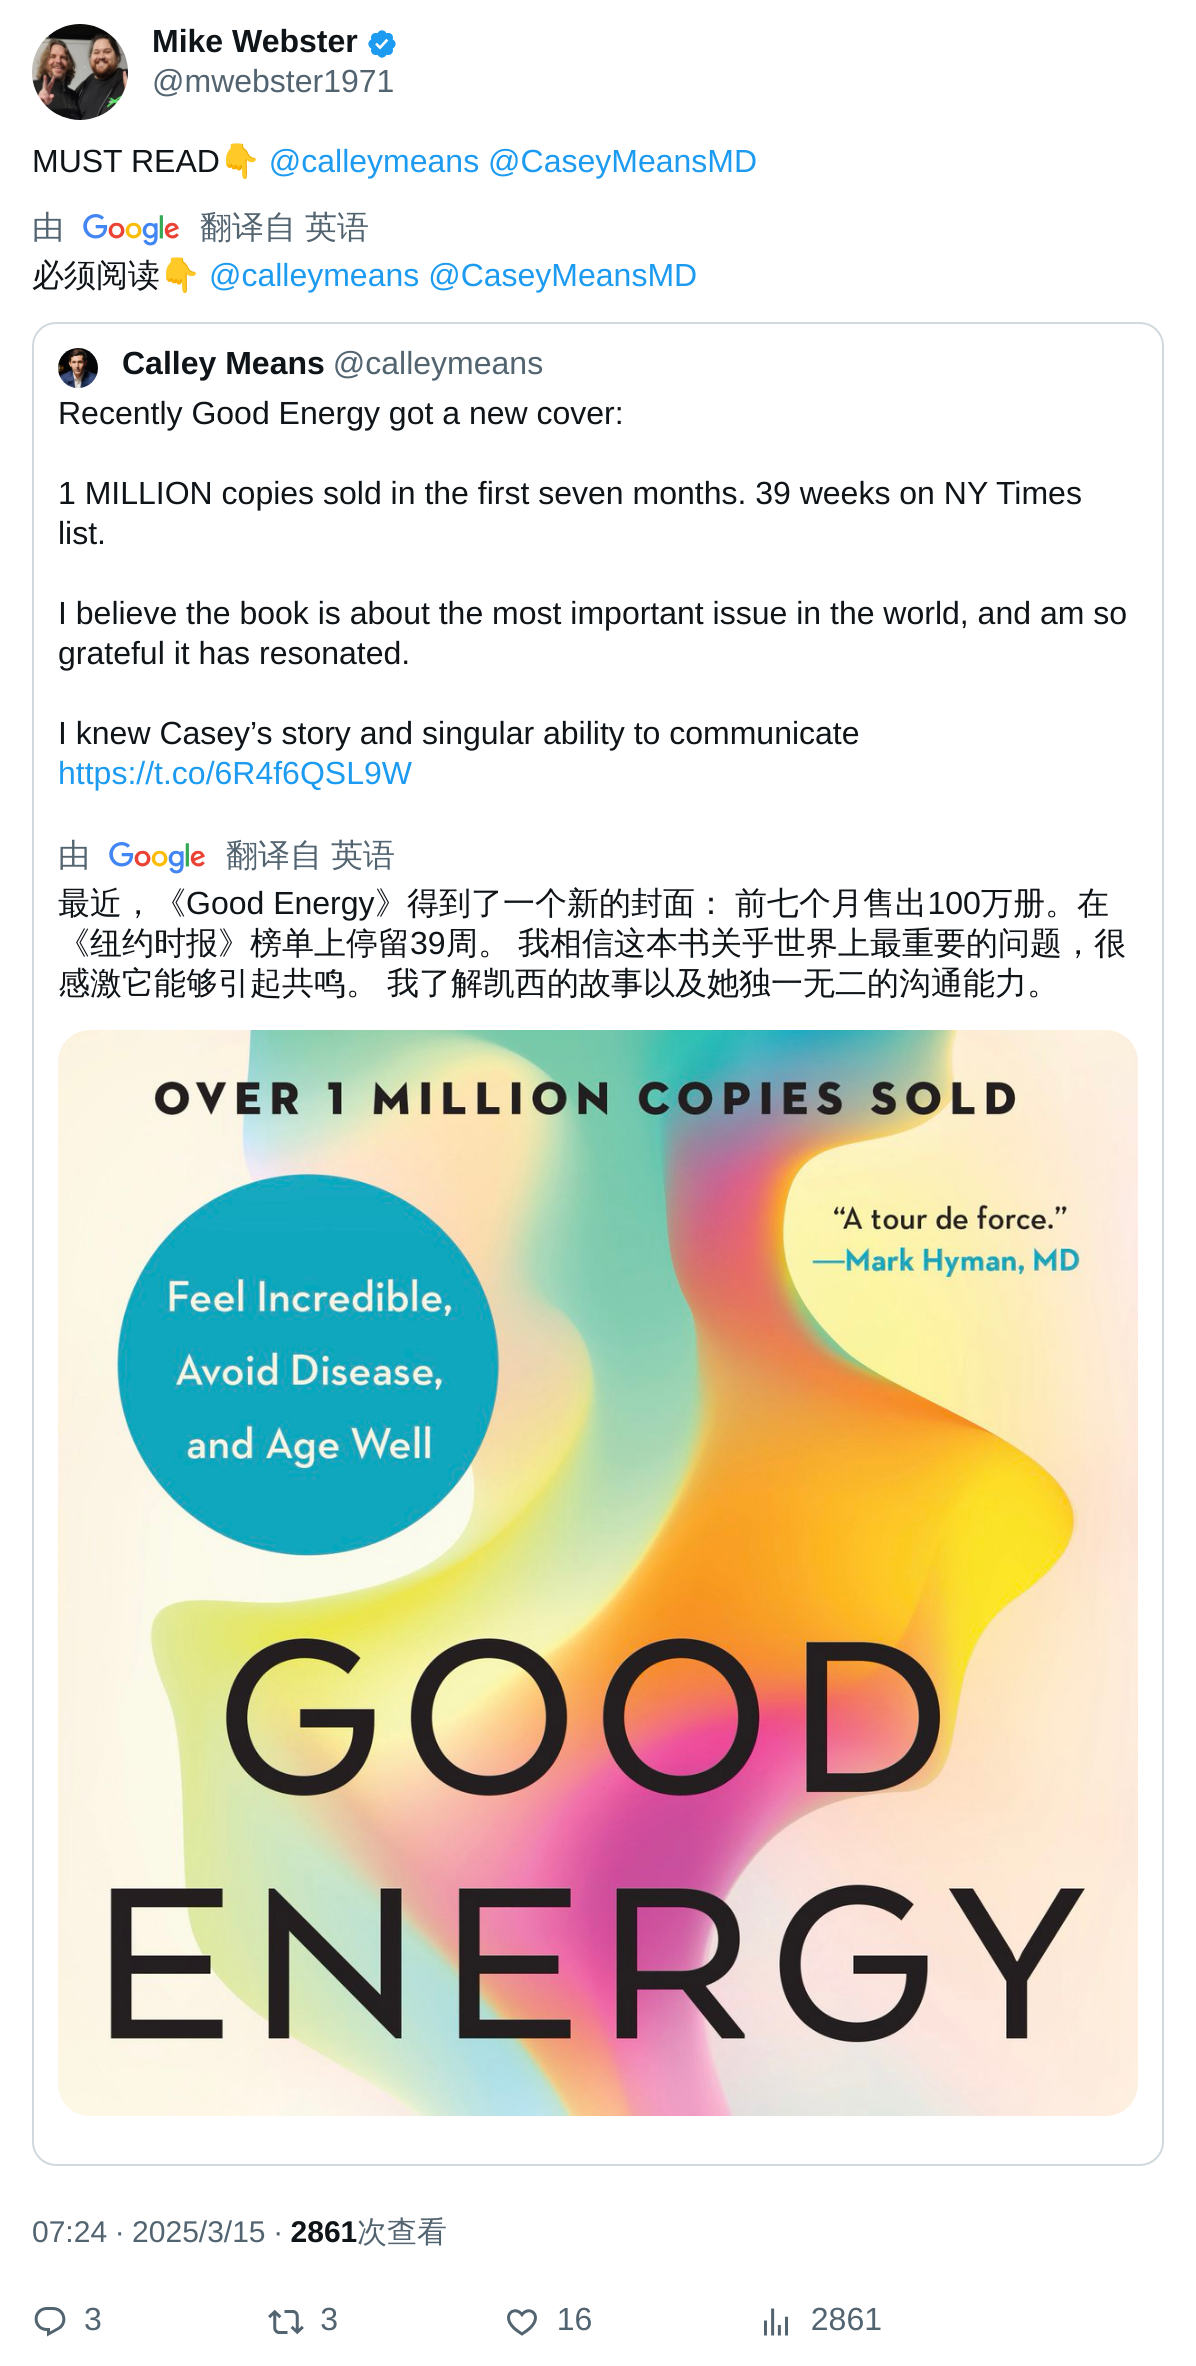 Mike Webster
@mwebster1971
MUST READ👇 @calleymeans @CaseyMeansMD
由 Google 翻译自 英语
必须阅读👇 @calleymeans @CaseyMeansMD
Calley Means @calleymeans
Recently Good Energy got a new cover:
1 MILLION copies sold in the first seven months. 39 weeks on NY Times
list.
I believe the book is about the most important issue in the world, and am so
grateful it has resonated.
I knew Casey’s story and singular ability to communicate
https://t.co/6R4f6QSL9W
由 Google 翻译自 英语
最近，《Good Energy》得到了一个新的封面： 前七个月售出100万册。在
《纽约时报》榜单上停留39周。 我相信这本书关乎世界上最重要的问题，很
感激它能够引起共鸣。 我了解凯西的故事以及她独一无二的沟通能力。
OVER 1 MILLION COPIES SOLD
“A tour de force.”
—Mark Hyman, MD
Feel Incredible,
Avoid Disease,
and Age Well
GOOD
ENERGY
07:24 · 2025/3/15 · 2861次查看
3 3 16 2861